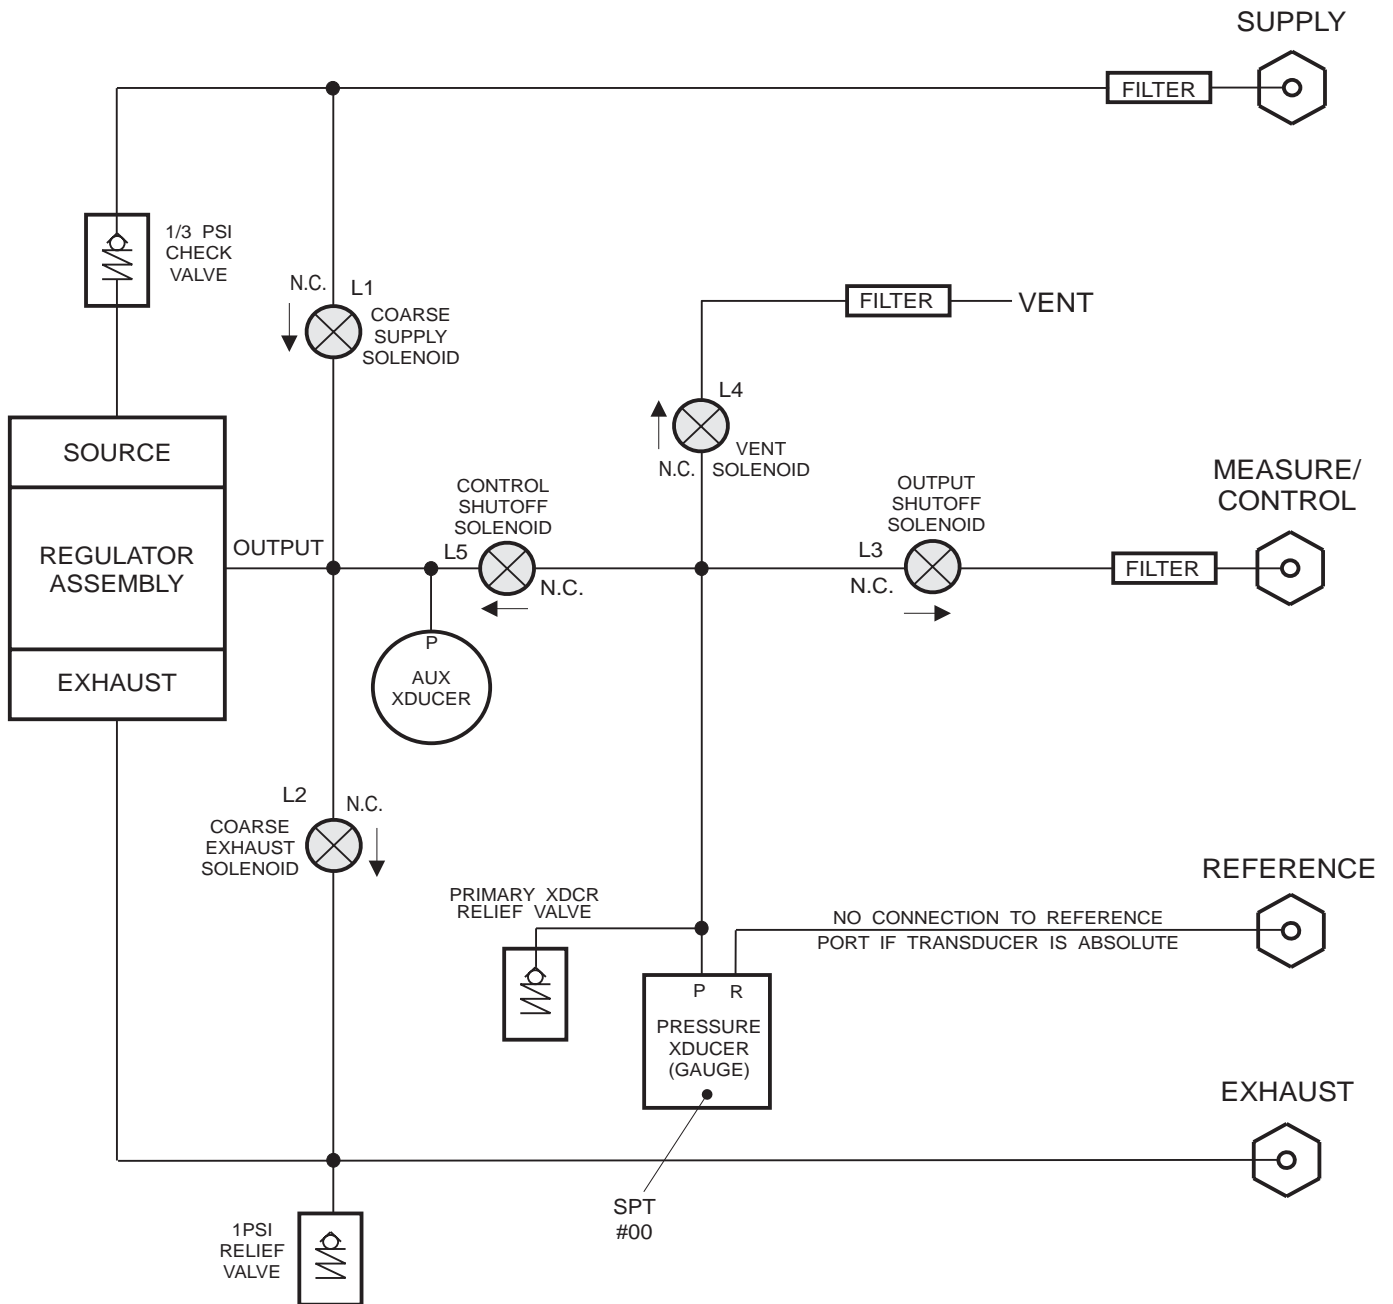 SUPPLY
FILTER
1/3 PSI
CHECK
VALVE
N.C.
L1
COARSE
SUPPLY
SOLENOID
FILTER
VENT
L4
N.C.
VENT
SOLENOID
SOURCE
REGULATOR
ASSEMBLY
EXHAUST
OUTPUT
CONTROL
SHUTOFF
SOLENOID
L5
N.C.
OUTPUT
SHUTOFF
SOLENOID
L3
N.C.
MEASURE/
CONTROL
FILTER
P
AUX
XDUCER
L2
N.C.
COARSE
EXHAUST
SOLENOID
PRIMARY XDCR
RELIEF VALVE
REFERENCE
NO CONNECTION TO REFERENCE
PORT IF TRANSDUCER IS ABSOLUTE
P R
PRESSURE
XDUCER
(GAUGE)
EXHAUST
SPT
#00
1PSI
RELIEF
VALVE